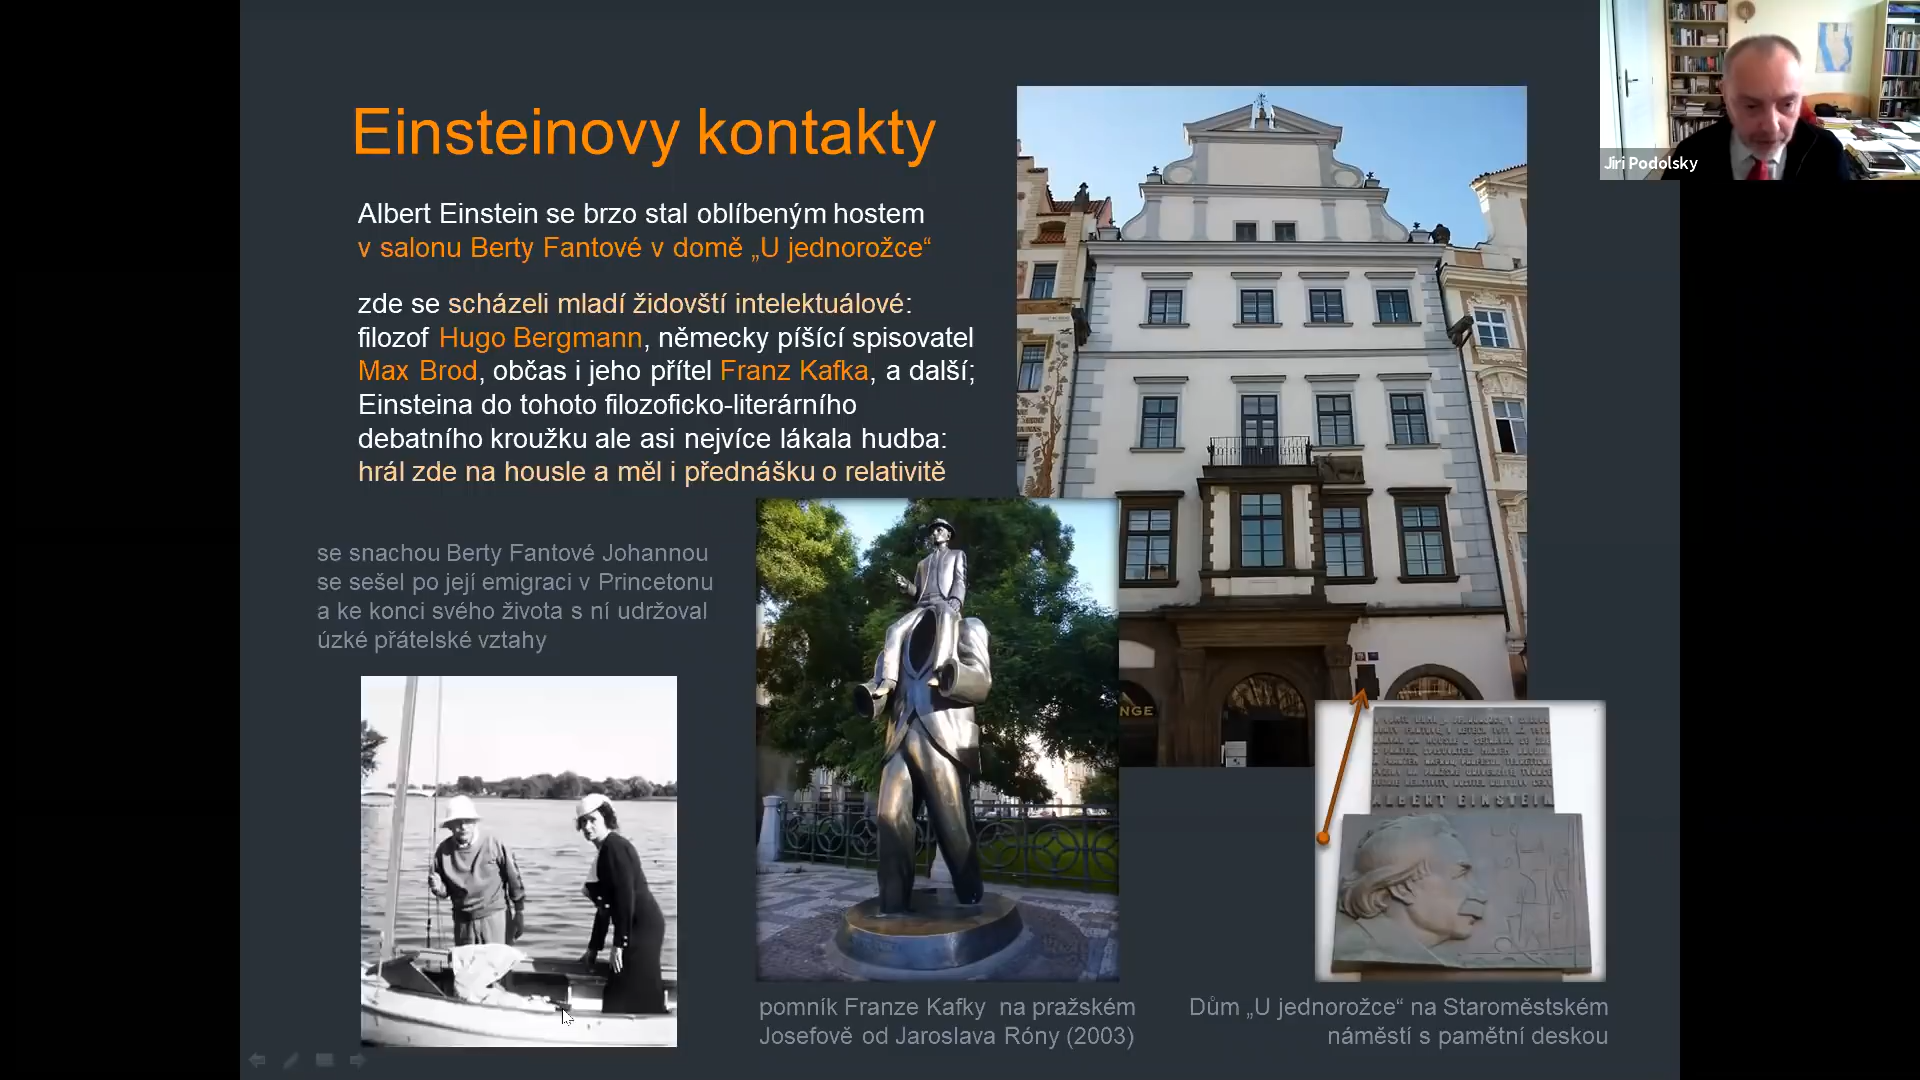 Einsteinovy kontakty
Albert Einstein se brzo stal oblíbeným hostem
v salonu Berty Fantové v domě „U jednorožce“
zde se scházeli mladí židovští intelektuálové:
filozof Hugo Bergmann, německy píšící spisovatel
Max Brod, občas i jeho přítel Franz Kafka, a další;
Einsteina do tohoto filozoficko-literárního
debatního kroužku ale asi nejvíce lákala hudba:
hrál zde na housle a měl i přednášku o relativitě
se snachou Berty Fantové Johannou
se sešel po její emigraci v Princetonu
a ke konci svého života s ní udržoval
úzké přátelské vztahy
pomník Franze Kafky na pražském
Josefově od Jaroslava Róny (2003)
NGE
ALBERT EINSTEIN
Dům „U jednorožce“ na Staroměstském
náměstí s pamětní deskou
Jiri Podolsky